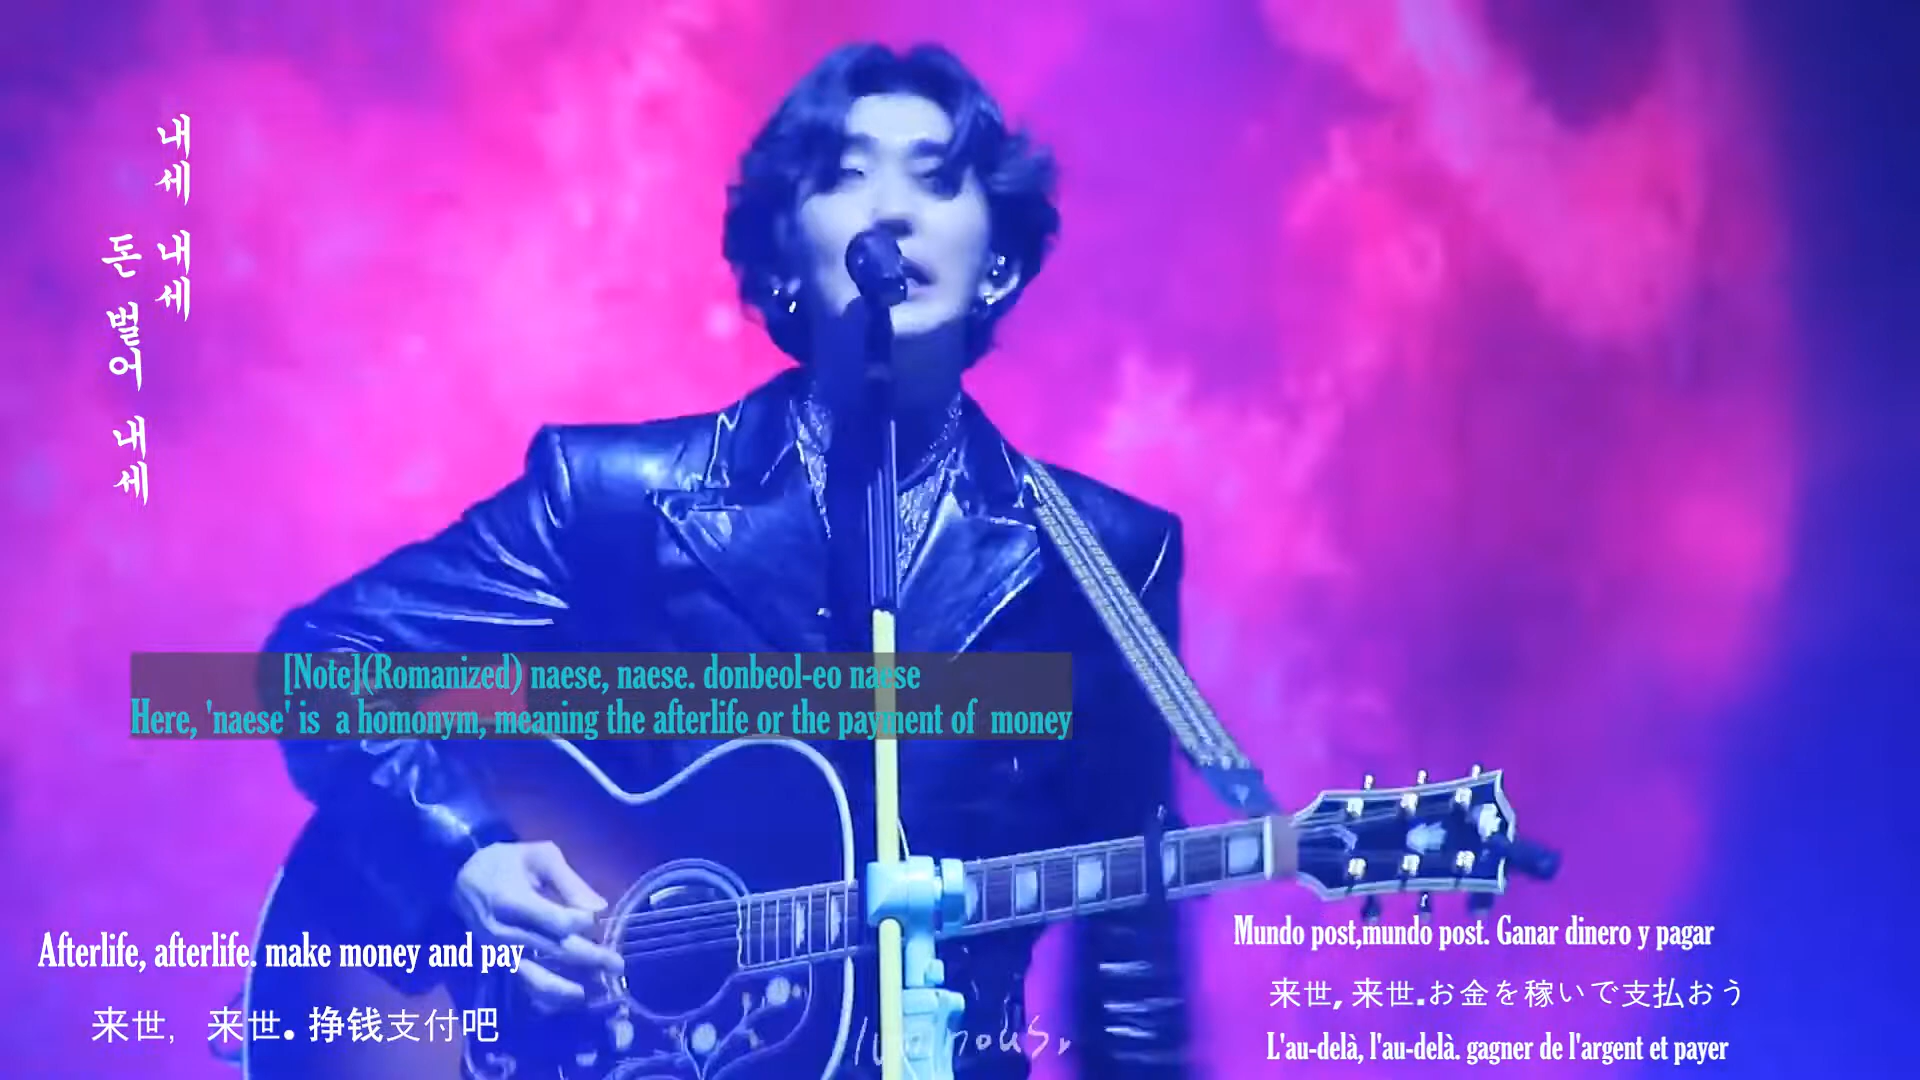 내세 내세
돈 벌어 내세
[Note](Romanized) naese, naese. donbeol-eo naese
Here, 'naese' is a homonym, meaning the afterlife or the payment of money
Afterlife, afterlife. make money and pay
来世, 来世. 挣钱支付吧
Mundo post,mundo post. Ganar dinero y pagar
来世, 来世.お金を稼いで支払おう
L'au-delà, l'au-delà. gagner de l'argent et payer